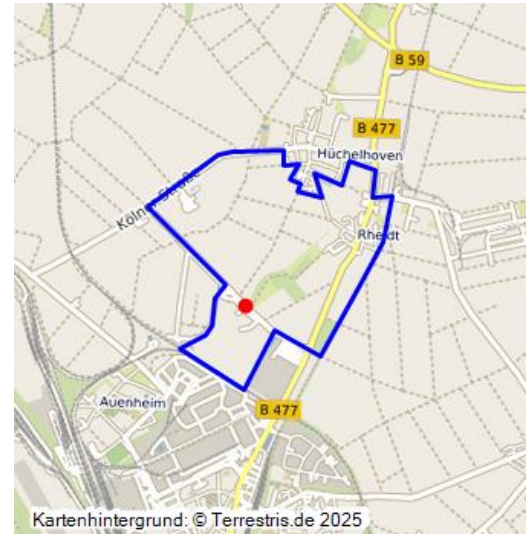 B 59
B 477
Hüchelhoven
Kölner Straße
Rheidt
Auenheim
B 477
Kartenhintergrund: © Terrestris.de 2025